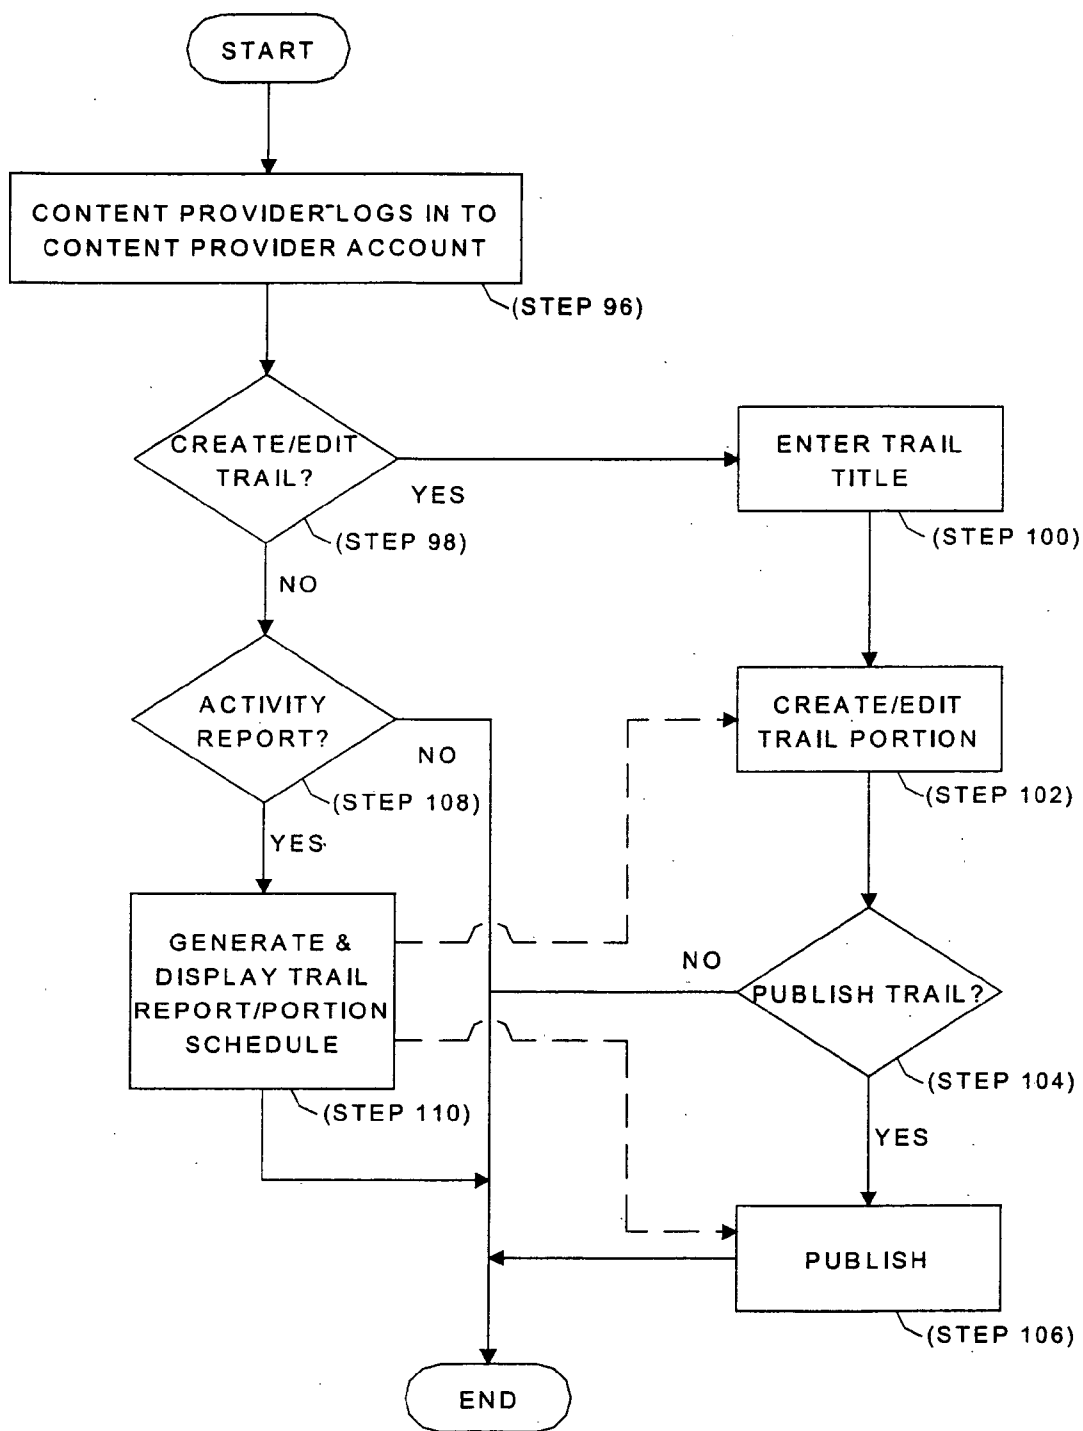 START
CONTENT PROVIDER LOGS IN TO
CONTENT PROVIDER ACCOUNT
(STEP 96)
CREATE/EDIT
TRAIL?
YES
(STEP 98)
NO
ENTER TRAIL
TITLE
(STEP 100)
ACTIVITY
REPORT?
NO
(STEP 108)
YES
CREATE/EDIT
TRAIL PORTION
(STEP 102)
GENERATE &
DISPLAY TRAIL
REPORT/PORTION
SCHEDULE
(STEP 110)
NO
PUBLISH TRAIL?
(STEP 104)
YES
PUBLISH
(STEP 106)
END